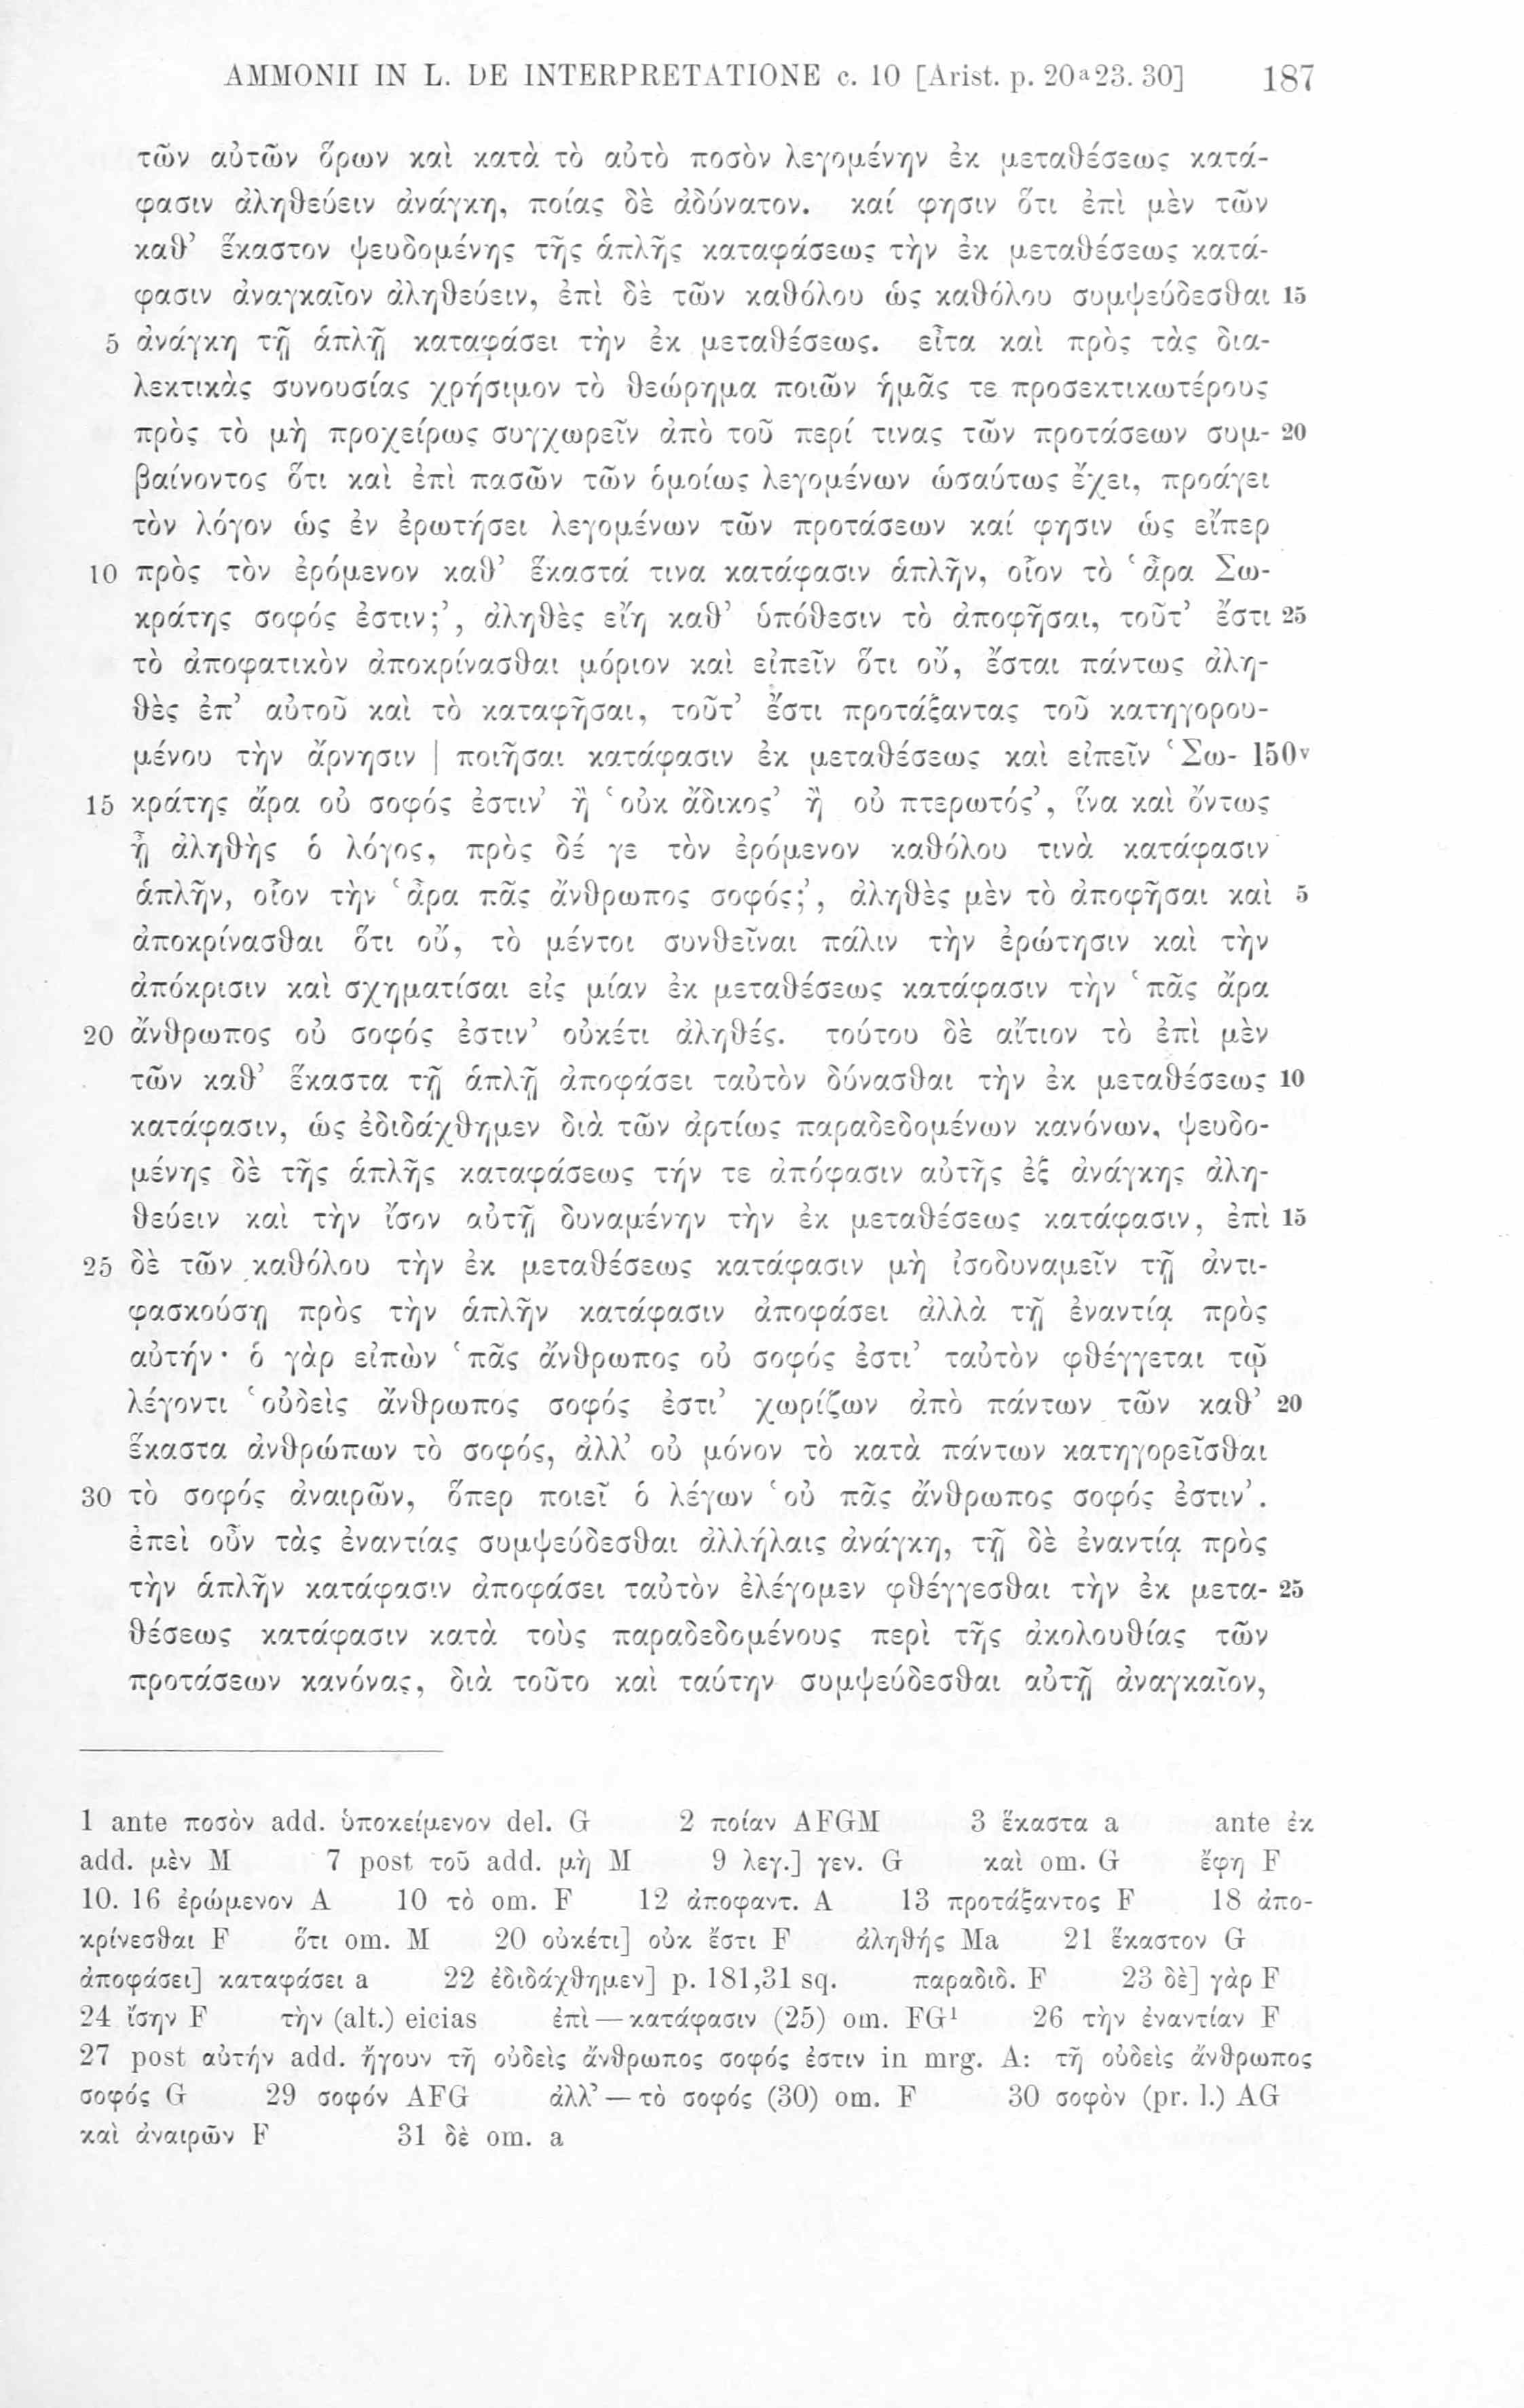 AMMONII IN L. DE INTERPRETATIONE c. 10 [Arist. p. 20ᵃ23. 30] 187
τῶν αὐτῶν ὅρων καὶ κατὰ τὸ αὐτὸ ποσὸν λεγομένην ἐκ μεταθέσεως κατά-
φασιν ἀληθεύειν ἀνάγκη, ποίας δὲ ἀδύνατον. καί φησιν ὅτι ἐπὶ μὲν τῶν
καθ’ ἕκαστον ψευδομένης τῆς ἁπλῆς καταφάσεως τὴν ἐκ μεταθέσεως κατά-
φασιν ἀναγκαῖον ἀληθεύειν, ἐπὶ δὲ τῶν καθόλου ὡς καθόλου συμψεύδεσθαι 15
5 ἀνάγκη τῇ ἁπλῇ καταφάσει τὴν ἐκ μεταθέσεως. εἶτα καὶ πρὸς τὰς δια-
λεκτικὰς συνουσίας χρήσιμον τὸ θεώρημα ποιῶν ἡμᾶς τε προσεκτικωτέρους
πρὸς τὸ μὴ προχείρως συγχωρεῖν ἀπὸ τοῦ περί τινας τῶν προτάσεων συμ- 20
βαίνοντος ὅτι καὶ ἐπὶ πασῶν τῶν ὁμοίως λεγομένων ὡσαύτως ἔχει, προάγει
τὸν λόγον ὡς ἐν ἐρωτήσει λεγομένων τῶν προτάσεων καί φησιν ὡς εἴπερ
10 πρὸς τὸν ἐρόμενον καθ’ ἕκαστά τινα κατάφασιν ἁπλῆν, οἷον τὸ ‘ἆρα Σω-
κράτης σοφός ἐστιν;’, ἀληθὲς εἴη καθ’ ὑπόθεσιν τὸ ἀποφῆσαι, τοῦτ’ ἔστι 25
τὸ ἀποφατικὸν ἀποκρίνασθαι μόριον καὶ εἰπεῖν ὅτι οὔ, ἔσται πάντως ἀλη-
θὲς ἐπ’ αὐτοῦ καὶ τὸ καταφῆσαι, τοῦτ’ ἔστι προτάξαντας τοῦ κατηγορου-
μένου τὴν ἄρνησιν | ποιῆσαι κατάφασιν ἐκ μεταθέσεως καὶ εἰπεῖν ‘Σω- 150ᵛ
15 κράτης ἄρα οὐ σοφός ἐστιν’ ἢ ‘οὐκ ἄδικος’ ἢ οὐ πτερωτός’, ἵνα καὶ ὄντως
ᾖ ἀληθὴς ὁ λόγος, πρὸς δέ γε τὸν ἐρόμενον καθόλου τινὰ κατάφασιν
ἁπλῆν, οἷον τὴν ‘ἆρα πᾶς ἄνθρωπος σοφός;’, ἀληθὲς μὲν τὸ ἀποφῆσαι καὶ 5
ἀποκρίνασθαι ὅτι οὔ, τὸ μέντοι συνθεῖναι πάλιν τὴν ἐρώτησιν καὶ τὴν
ἀπόκρισιν καὶ σχηματίσαι εἰς μίαν ἐκ μεταθέσεως κατάφασιν τὴν ‘πᾶς ἄρα
20 ἄνθρωπος οὐ σοφός ἐστιν’ οὐκέτι ἀληθές. τούτου δὲ αἴτιον τὸ ἐπὶ μὲν
τῶν καθ’ ἕκαστα τῇ ἁπλῇ ἀποφάσει ταὐτὸν δύνασθαι τὴν ἐκ μεταθέσεως 10
κατάφασιν, ὡς ἐδιδάχθημεν διὰ τῶν ἀρτίως παραδεδομένων κανόνων, ψευδο-
μένης δὲ τῆς ἁπλῆς καταφάσεως τήν τε ἀπόφασιν αὐτῆς ἐξ ἀνάγκης ἀλη-
θεύειν καὶ τὴν ἴσον αὐτῇ δυναμένην τὴν ἐκ μεταθέσεως κατάφασιν, ἐπὶ 15
25 δὲ τῶν καθόλου τὴν ἐκ μεταθέσεως κατάφασιν μὴ ἰσοδυναμεῖν τῇ ἀντι-
φασκούσῃ πρὸς τὴν ἁπλῆν κατάφασιν ἀποφάσει ἀλλὰ τῇ ἐναντίᾳ πρὸς
αὐτήν· ὁ γὰρ εἰπὼν ‘πᾶς ἄνθρωπος οὐ σοφός ἐστι’ ταὐτὸν φθέγγεται τῷ
λέγοντι ‘οὐδεὶς ἄνθρωπος σοφός ἐστι’ χωρίζων ἀπὸ πάντων τῶν καθ’ 20
ἕκαστα ἀνθρώπων τὸ σοφός, ἀλλ’ οὐ μόνον τὸ κατὰ πάντων κατηγορεῖσθαι
30 τὸ σοφός ἀναιρῶν, ὅπερ ποιεῖ ὁ λέγων ‘οὐ πᾶς ἄνθρωπος σοφός ἐστιν’.
ἐπεὶ οὖν τὰς ἐναντίας συμψεύδεσθαι ἀλλήλαις ἀνάγκη, τῇ δὲ ἐναντίᾳ πρὸς
τὴν ἁπλῆν κατάφασιν ἀποφάσει ταὐτὸν ἐλέγομεν φθέγγεσθαι τὴν ἐκ μετα- 25
θέσεως κατάφασιν κατὰ τοὺς παραδεδομένους περὶ τῆς ἀκολουθίας τῶν
προτάσεων κανόνας, διὰ τοῦτο καὶ ταύτην συμψεύδεσθαι αὐτῇ ἀναγκαῖον,
1 ante ποσὸν add. ὑποκείμενον del. G 2 ποίαν AFGM 3 ἕκαστα a ante ἐκ
add. μὲν M 7 post τοῦ add. μὴ M 9 λεγ.] γεν. G καὶ om. G ἔφη F
10. 16 ἐρώμενον A 10 τὸ om. F 12 ἀποφαντ. A 13 προτάξαντος F 18 ἀπο-
κρίνεσθαι F ὅτι om. M 20 οὐκέτι] οὐκ ἔστι F ἀληθής Ma 21 ἕκαστον G
ἀποφάσει] καταφάσει a 22 ἐδιδάχθημεν] p. 181,31 sq. παραδιδ. F 23 δὲ] γὰρ F
24 ἴσην F τὴν (alt.) eicias ἐπὶ — κατάφασιν (25) om. FG¹ 26 τὴν ἐναντίαν F
27 post αὐτήν add. ἤγουν τῇ οὐδεὶς ἄνθρωπος σοφός ἐστιν in mrg. A: τῇ οὐδεὶς ἄνθρωπος
σοφός G 29 σοφόν AFG ἀλλ’ — τὸ σοφός (30) om. F 30 σοφὸν (pr. l.) AG
καὶ ἀναιρῶν F 31 δὲ om. a